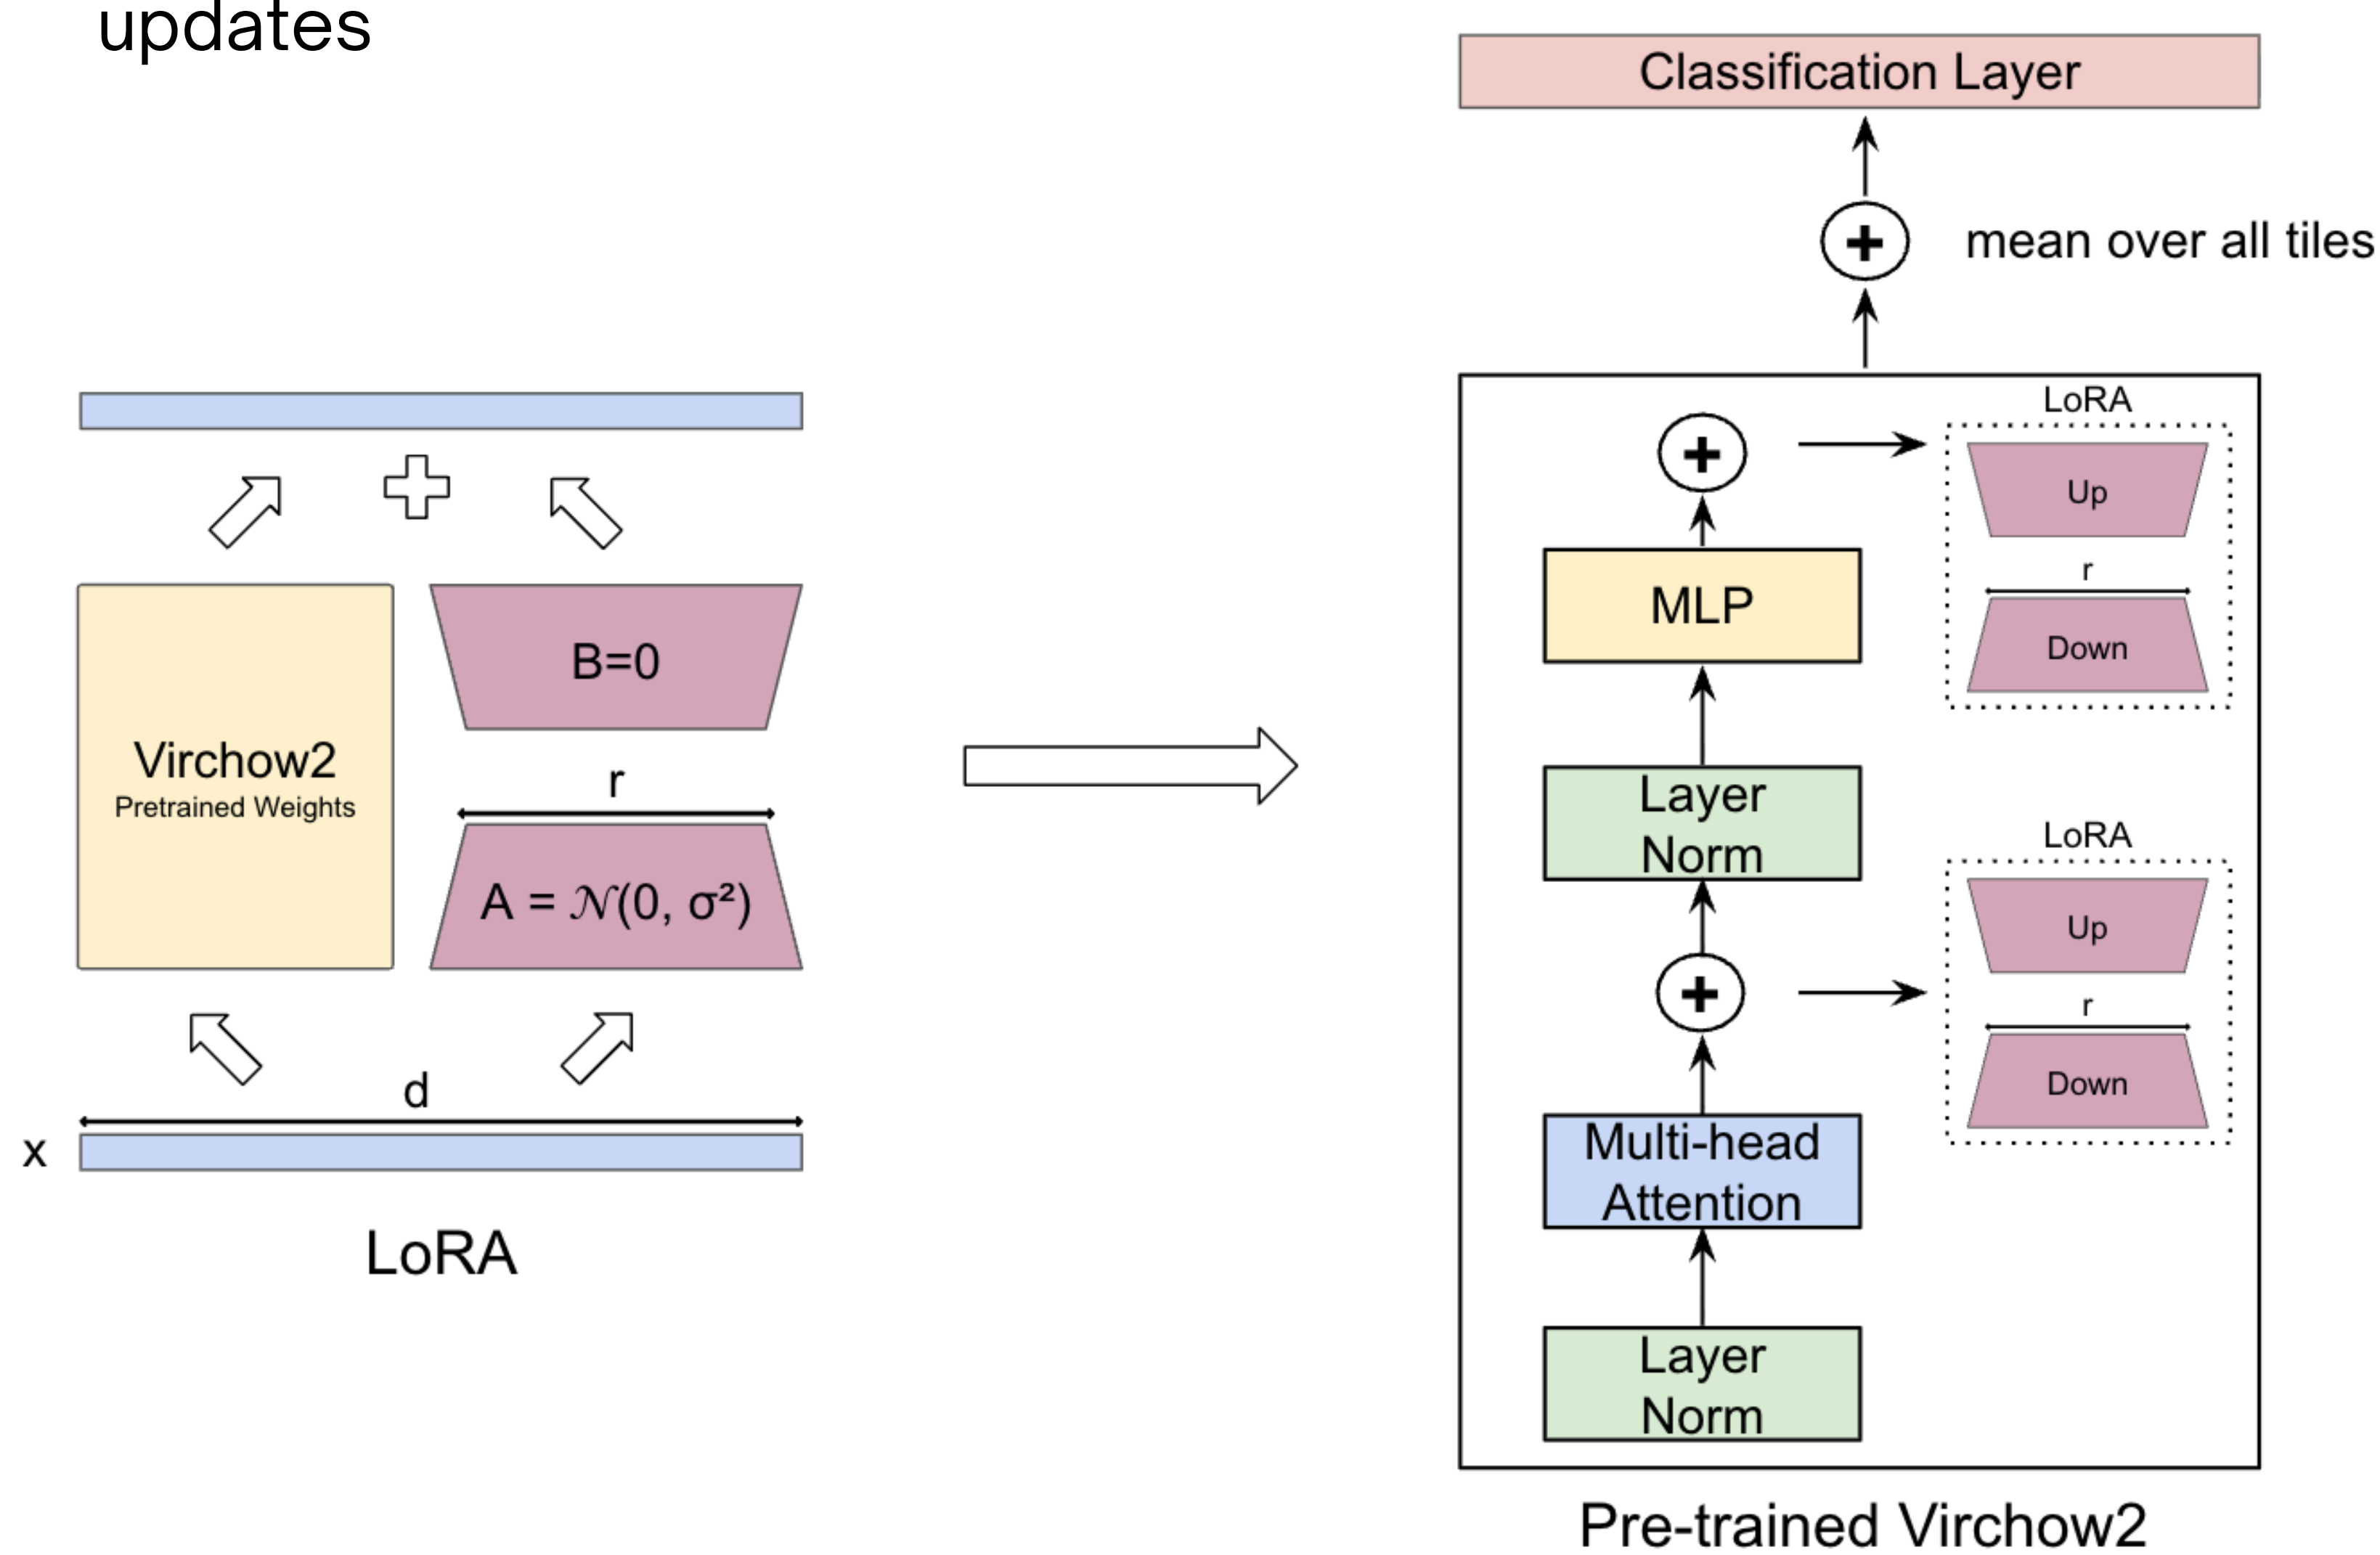 updates
B=0
Virchow2
Pretrained Weights
r
A = 𝒩(0, σ²)
d
x
LoRA
Classification Layer
mean over all tiles
LoRA
Up
r
Down
MLP
Layer
Norm
LoRA
Up
r
Down
Multi-head
Attention
Layer
Norm
Pre-trained Virchow2